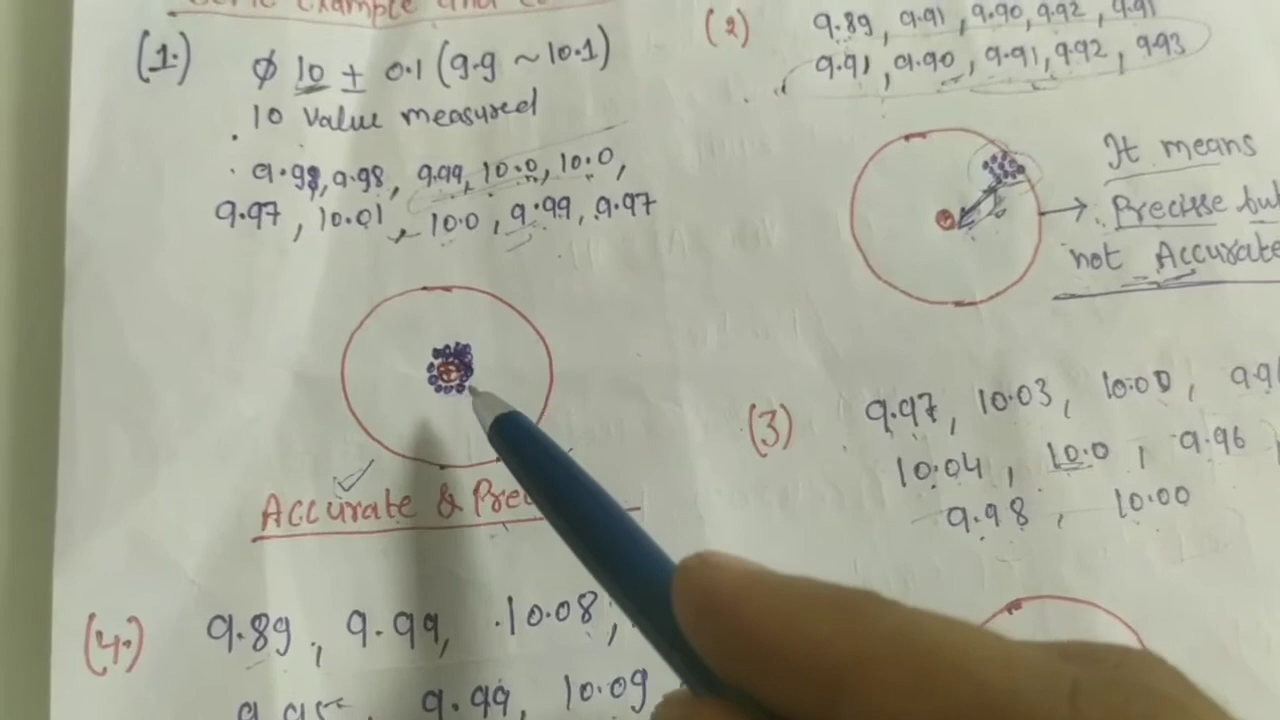 Example and
(1.)
φ 10 ± 0.1 (9.9 ~ 10.1)
10 Value measured
9.98, 9.98, 9.99, 10.0, 10.0,
9.97, 10.01, 10.0, 9.99, 9.97
Accurate & Pre
(2)
9.89, 9.91, 9.90, 9.92, 9.91
9.91, 9.90, 9.91, 9.92, 9.93
It means
Precise but
not Accurate
(3)
9.97, 10.03, 10.00,
10.04, 10.0, 9.96
9.98, 10.00
(4.)
9.89, 9.99, 10.08,
9.99, 10.09